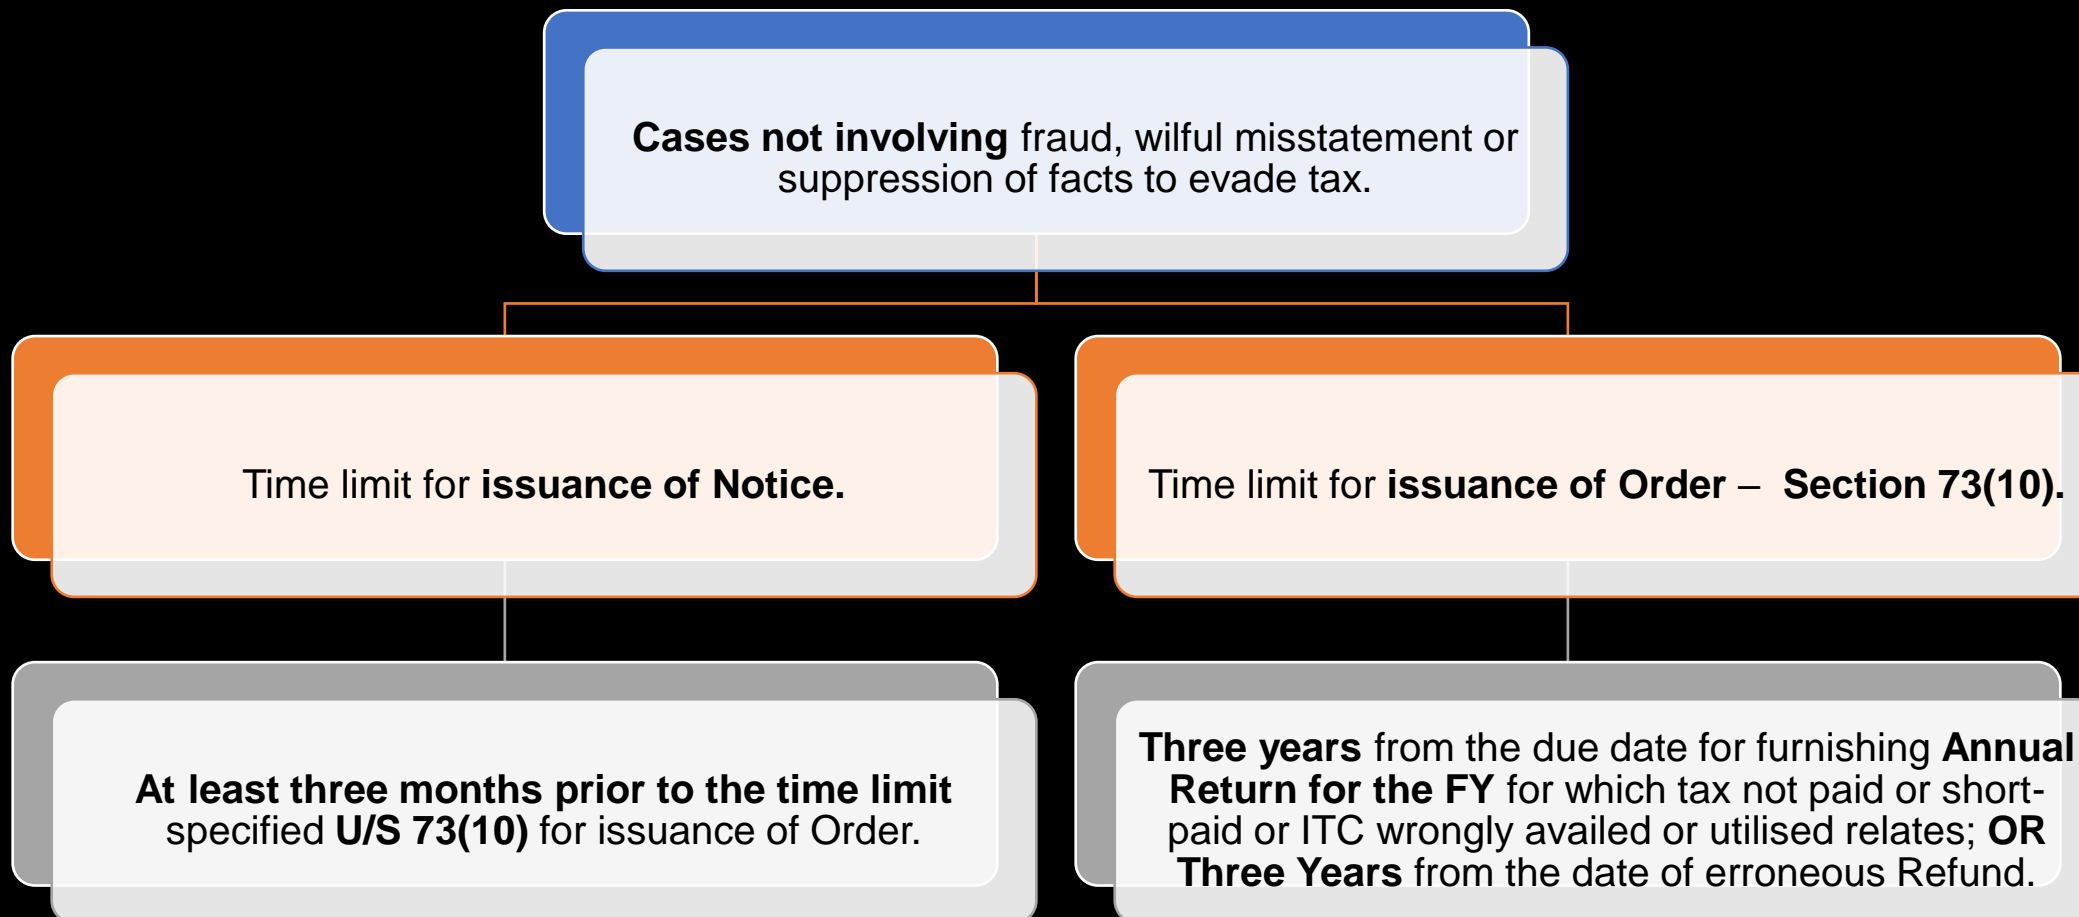 Cases not involving fraud, wilful misstatement or
suppression of facts to evade tax.
Time limit for issuance of Notice.
Time limit for issuance of Order – Section 73(10).
At least three months prior to the time limit
specified U/S 73(10) for issuance of Order.
Three years from the due date for furnishing Annual
Return for the FY for which tax not paid or short-
paid or ITC wrongly availed or utilised relates; OR
Three Years from the date of erroneous Refund.